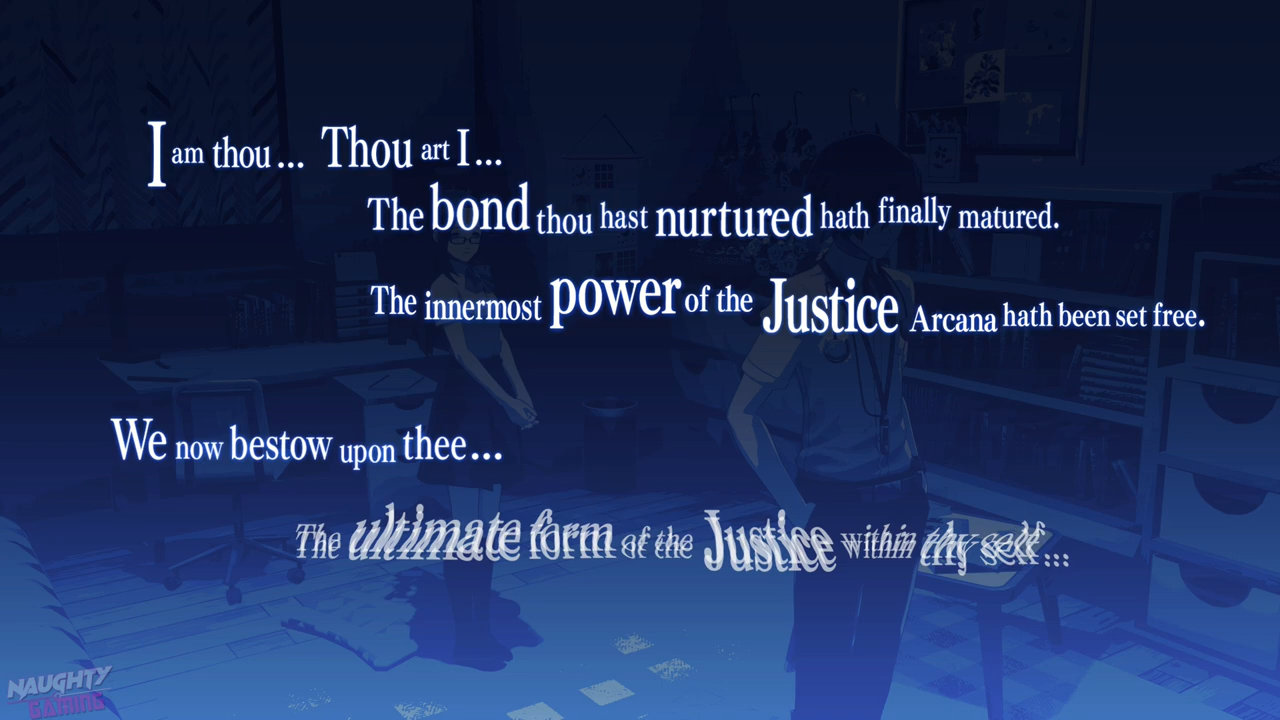 I am thou... Thou art I...
The bond thou hast nurtured hath finally matured.
The innermost power of the Justice Arcana hath been set free.
We now bestow upon thee...
The ultimate form of the Justice within thy self...
NAUGHTY
GAMING